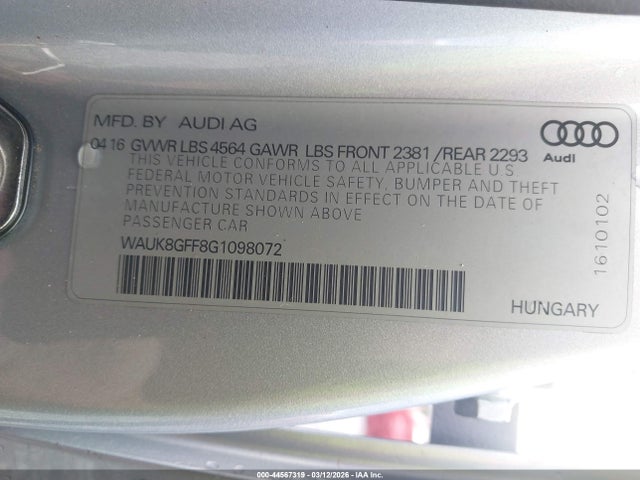 MFD. BY AUDI AG
0416 GVWR LBS 4564 GAWR LBS FRONT 2381 /REAR 2293
THIS VEHICLE CONFORMS TO ALL APPLICABLE U.S.
FEDERAL MOTOR VEHICLE SAFETY, BUMPER AND THEFT
PREVENTION STANDARDS IN EFFECT ON THE DATE OF
MANUFACTURE SHOWN ABOVE
PASSENGER CAR
WAUK8GFF8G1098072
HUNGARY
Audi
1610102
000-44567319 - 03/12/2026 - IAA Inc.